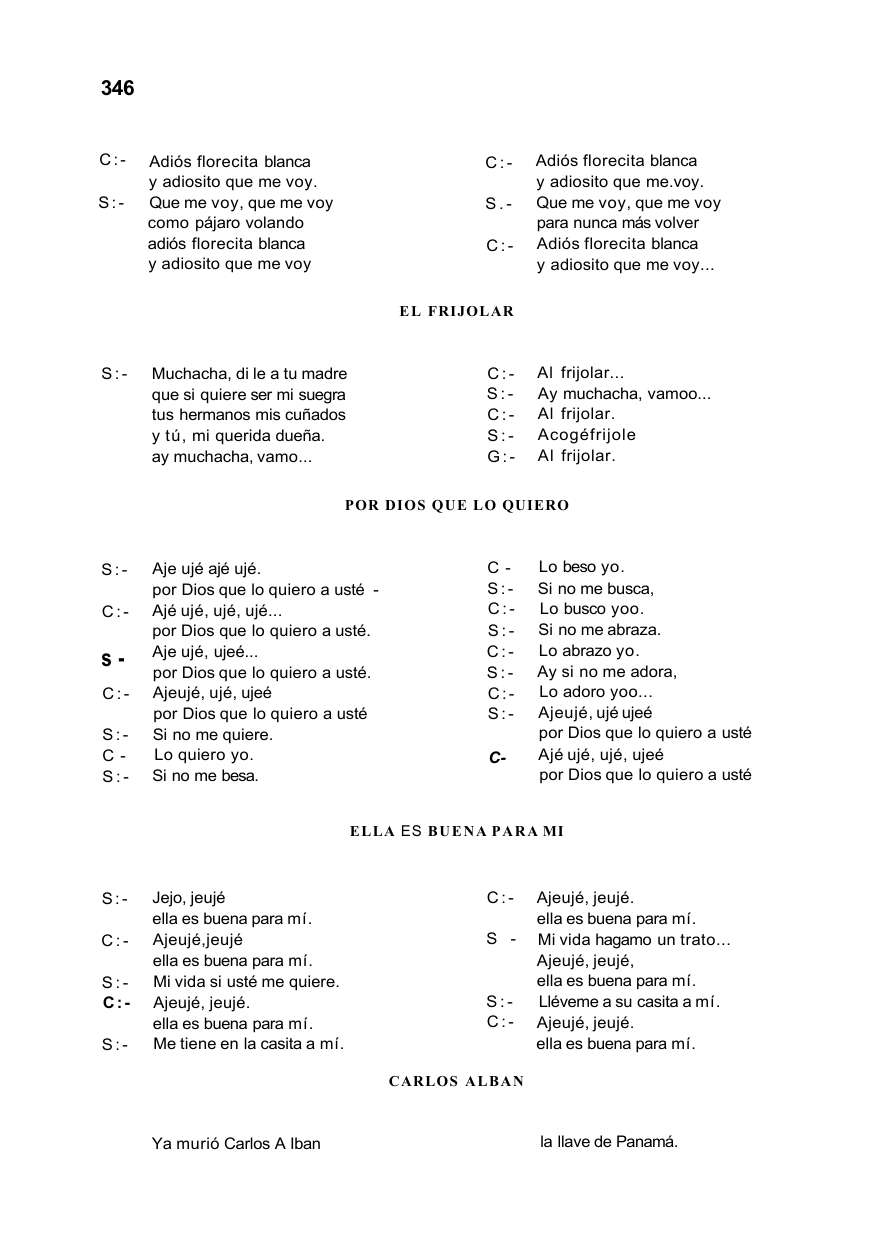 346
C:- Adiós florecita blanca
y adiosito que me voy.
S:- Que me voy, que me voy
como pájaro volando
adiós florecita blanca
y adiosito que me voy
C:- Adiós florecita blanca
y adiosito que me.voy.
S.- Que me voy, que me voy
para nunca más volver
C:- Adiós florecita blanca
y adiosito que me voy...
EL FRIJOLAR
S:- Muchacha, di le a tu madre
que si quiere ser mi suegra
tus hermanos mis cuñados
y tú, mi querida dueña.
ay muchacha, vamo...
C:- Al frijolar...
S:- Ay muchacha, vamoo...
C:- Al frijolar.
S:- Acogéfrijole
G:- Al frijolar.
POR DIOS QUE LO QUIERO
S:- Aje ujé ajé ujé.
por Dios que lo quiero a usté -
C:- Ajé ujé, ujé, ujé...
por Dios que lo quiero a usté.
S - Aje ujé, ujeé...
por Dios que lo quiero a usté.
C:- Ajeujé, ujé, ujeé
por Dios que lo quiero a usté
S:- Si no me quiere.
C - Lo quiero yo.
S:- Si no me besa.
C - Lo beso yo.
S:- Si no me busca,
C:- Lo busco yoo.
S:- Si no me abraza.
C:- Lo abrazo yo.
S:- Ay si no me adora,
C:- Lo adoro yoo...
S:- Ajeujé, ujé ujeé
por Dios que lo quiero a usté
C- Ajé ujé, ujé, ujeé
por Dios que lo quiero a usté
ELLA ES BUENA PARA MI
S:- Jejo, jeujé
ella es buena para mí.
C:- Ajeujé,jeujé
ella es buena para mí.
S:- Mi vida si usté me quiere.
C:- Ajeujé, jeujé.
ella es buena para mí.
S:- Me tiene en la casita a mí.
C:- Ajeujé, jeujé.
ella es buena para mí.
S - Mi vida hagamo un trato...
Ajeujé, jeujé,
ella es buena para mí.
S:- Lléveme a su casita a mí.
C:- Ajeujé, jeujé.
ella es buena para mí.
CARLOS ALBAN
Ya murió Carlos A lban
la llave de Panamá.